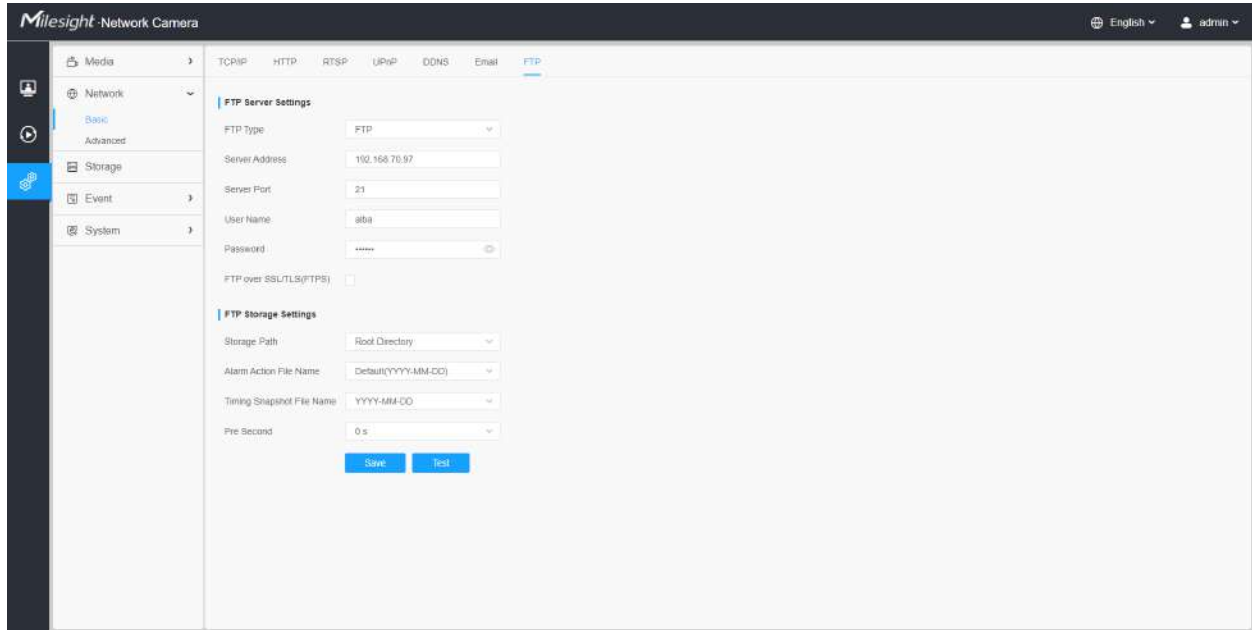 Milesight-Network Camera
English
admin
Media
Network
Basic
Advanced
Storage
Event
System
TCP/IP HTTP RTSP UPnP DDNS Email FTP
FTP Server Settings
FTP Type FTP
Server Address 192.168.70.97
Server Port 21
User Name aiba
Password ••••••
FTP over SSL/TLS(FTPS)
FTP Storage Settings
Storage Path Root Directory
Alarm Action File Name Default(YYYY-MM-DD)
Timing Snapshot File Name YYYY-MM-DD
Pre Second 0 s
Save Test